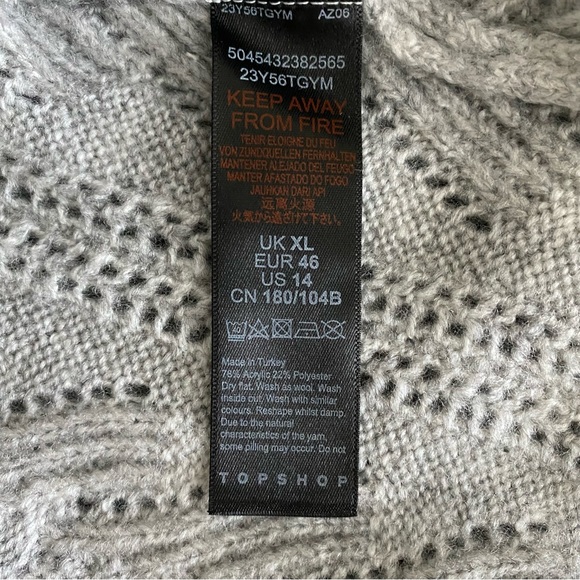 23Y56TGYM AZ06
5045432382565
23Y56TGYM
KEEP AWAY
FROM FIRE
TENIR ELOIGHE DU FEU
VON ZUNDQUELLEN FERNHALTEN
MANTENER ALEJADO DEL FEUGO
MANTER AFASTADO DO FOGO
JAUHKAN DARI API
远离火源
火気から遠ざけて下さい。
UK XL
EUR 46
US 14
CN 180/104B
Made in Turkey
78% Acrylic 22% Polyester
Dry flat. Wash as wool. Wash
inside out. Wash with similar
colours. Reshape whilst damp.
Due to the natural
characteristics of the yarn,
some pilling may occur. Do not
TOPSHOP